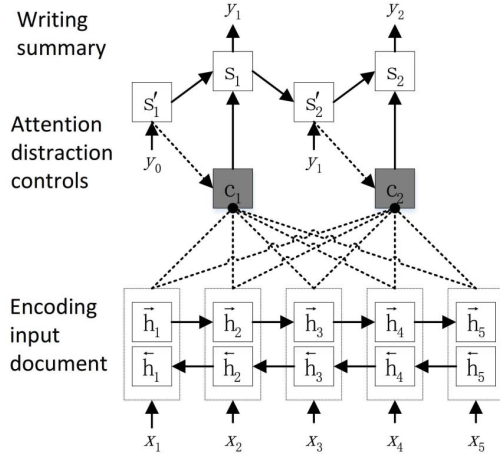 Writing
summary
y₁ y₂
s₁ s₂
s′₁ s′₂
Attention
distraction
controls
y₀ y₁
c₁ c₂
Encoding
input
document
→h₁ →h₂ →h₃ →h₄ →h₅
←h₁ ←h₂ ←h₃ ←h₄ ←h₅
x₁ x₂ x₃ x₄ x₅